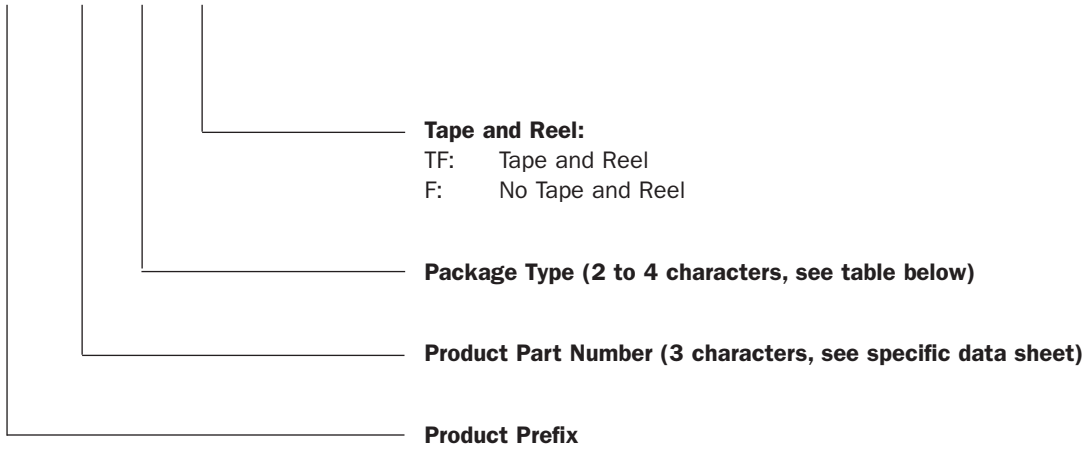 Tape and Reel:
TF: Tape and Reel
F: No Tape and Reel
Package Type (2 to 4 characters, see table below)
Product Part Number (3 characters, see specific data sheet)
Product Prefix